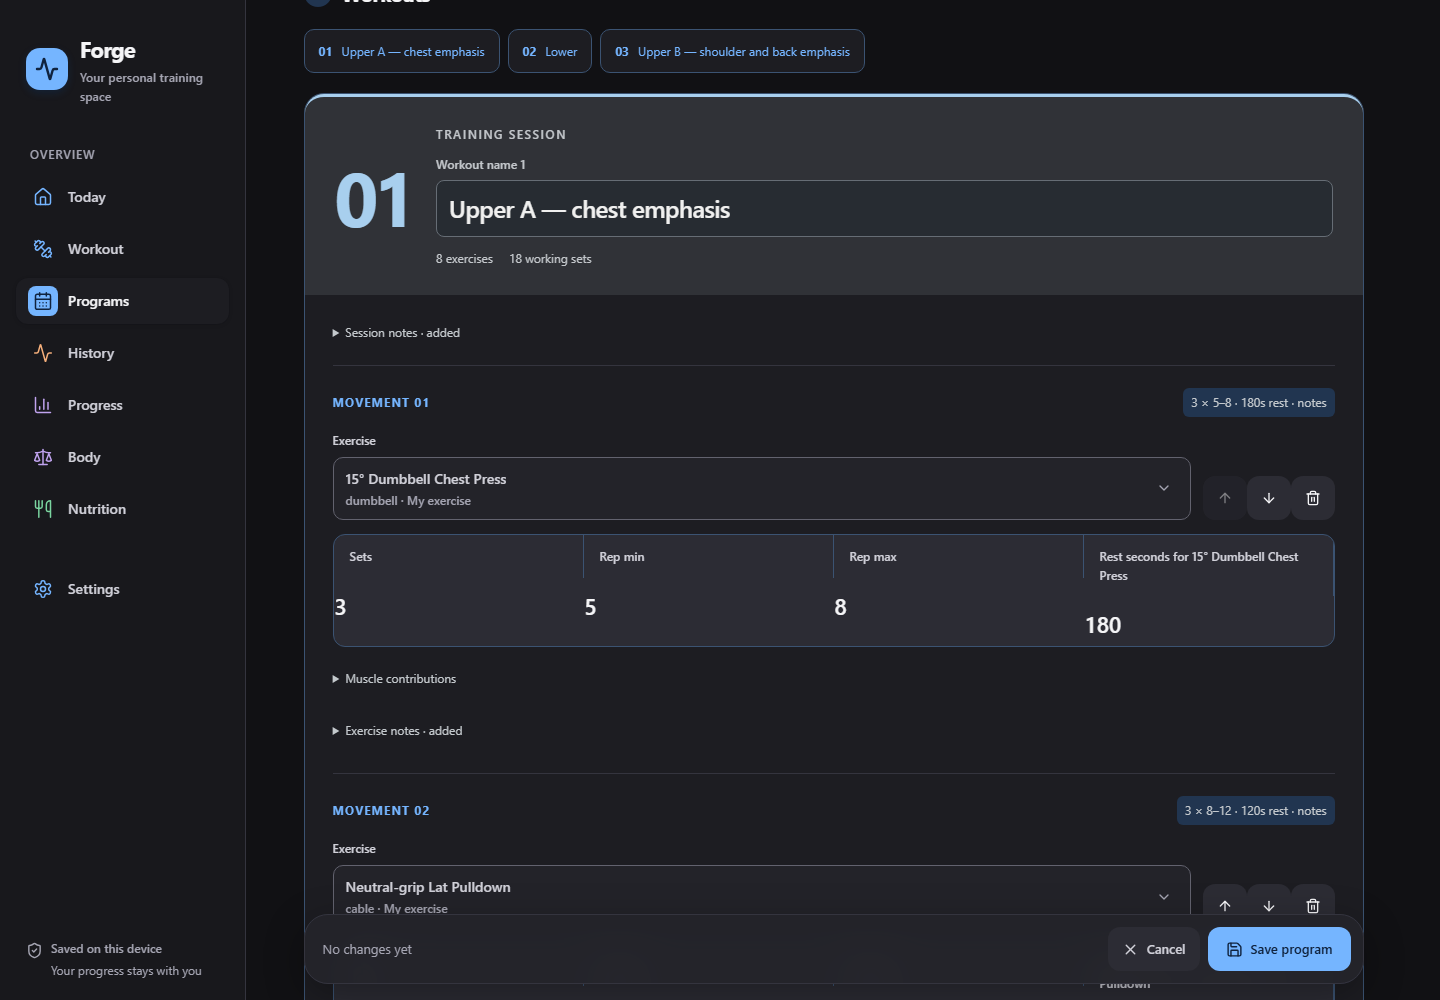 Forge
Your personal training
space
OVERVIEW
Today
Workout
Programs
History
Progress
Body
Nutrition
Settings
Saved on this device
Your progress stays with you
Workouts
01 Upper A — chest emphasis
02 Lower
03 Upper B — shoulder and back emphasis
01
TRAINING SESSION
Workout name 1
Upper A — chest emphasis
8 exercises 18 working sets
Session notes · added
MOVEMENT 01
3 × 5–8 · 180s rest · notes
Exercise
15° Dumbbell Chest Press
dumbbell · My exercise
Sets
3
Rep min
5
Rep max
8
Rest seconds for 15° Dumbbell Chest
Press
180
Muscle contributions
Exercise notes · added
MOVEMENT 02
3 × 8–12 · 120s rest · notes
Exercise
Neutral-grip Lat Pulldown
cable · My exercise
No changes yet
Cancel
Save program
Pulldown